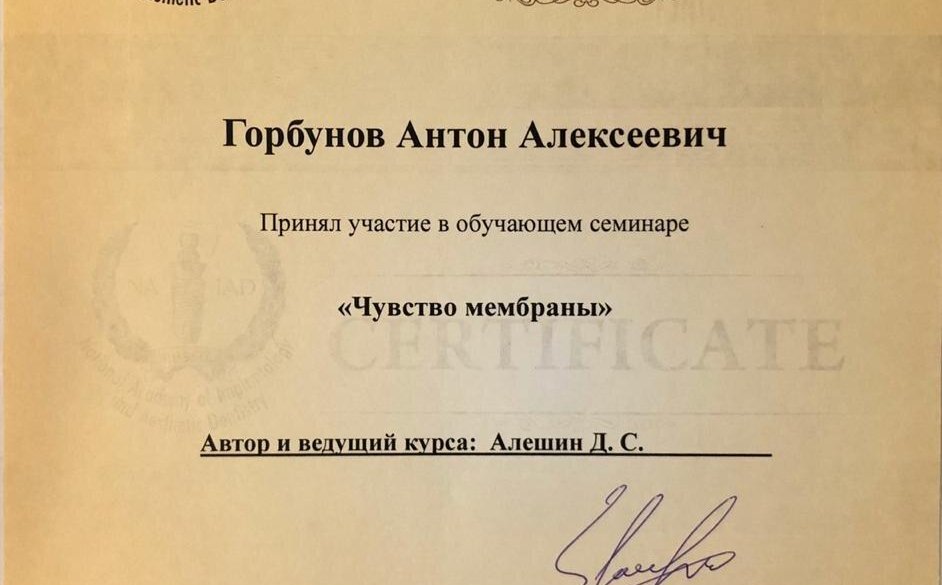 Горбунов Антон Алексеевич
Принял участие в обучающем семинаре
«Чувство мембраны»
CERTIFICATE
Автор и ведущий курса: Алешин Д. С.